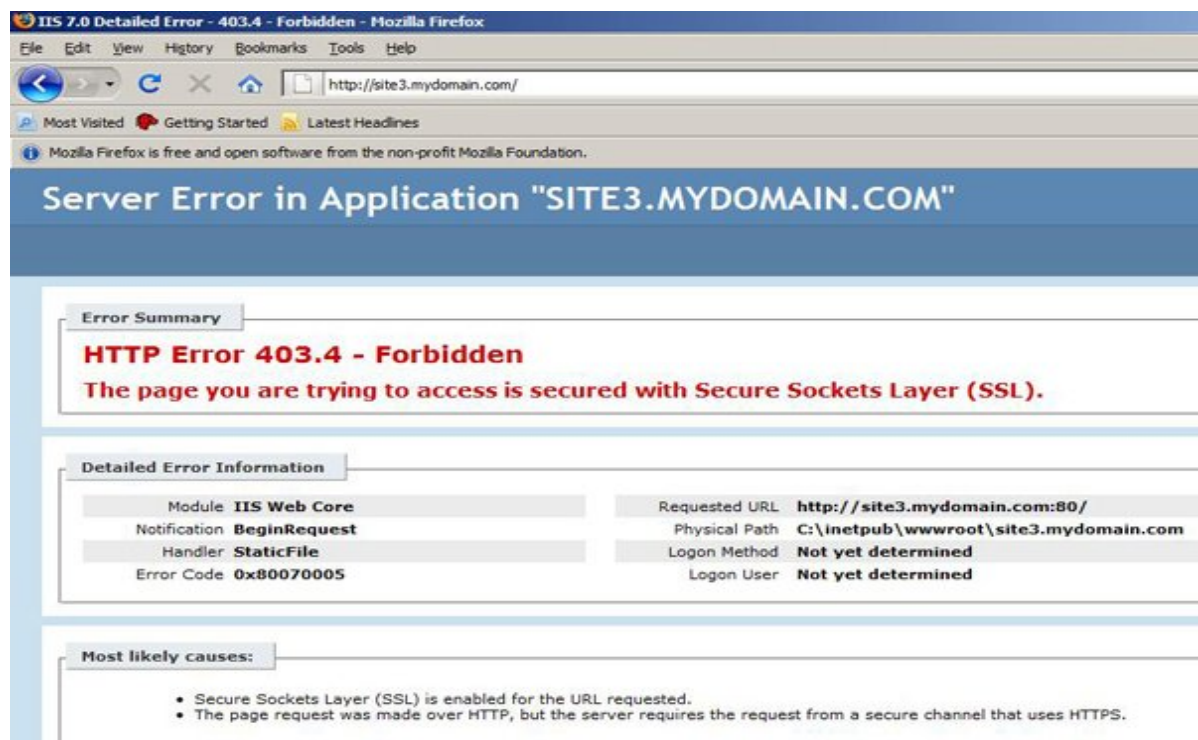 IIS 7.0 Detailed Error - 403.4 - Forbidden - Mozilla Firefox
File Edit View History Bookmarks Tools Help
http://site3.mydomain.com/
Most Visited Getting Started Latest Headlines
Mozilla Firefox is free and open software from the non-profit Mozilla Foundation.
Server Error in Application "SITE3.MYDOMAIN.COM"
Error Summary
HTTP Error 403.4 - Forbidden
The page you are trying to access is secured with Secure Sockets Layer (SSL).
Detailed Error Information
Module IIS Web Core
Notification BeginRequest
Handler StaticFile
Error Code 0x80070005
Requested URL http://site3.mydomain.com:80/
Physical Path C:\inetpub\wwwroot\site3.mydomain.com
Logon Method Not yet determined
Logon User Not yet determined
Most likely causes:
• Secure Sockets Layer (SSL) is enabled for the URL requested.
• The page request was made over HTTP, but the server requires the request from a secure channel that uses HTTPS.